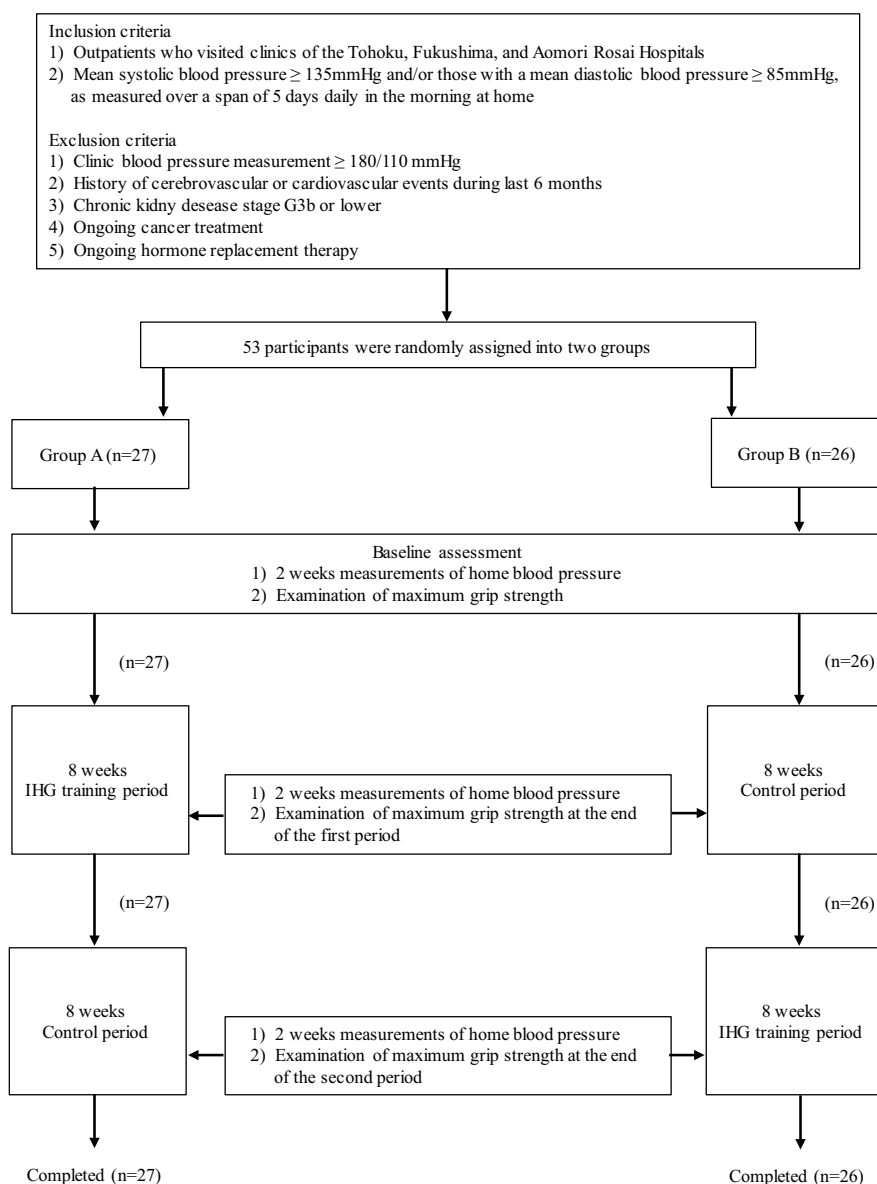 Inclusion criteria
1) Outpatients who visited clinics of the Tohoku, Fukushima, and Aomori Rosai Hospitals
2) Mean systolic blood pressure ≥ 135mmHg and/or those with a mean diastolic blood pressure ≥ 85mmHg,
as measured over a span of 5 days daily in the morning at home
Exclusion criteria
1) Clinic blood pressure measurement ≥ 180/110 mmHg
2) History of cerebrovascular or cardiovascular events during last 6 months
3) Chronic kidny desease stage G3b or lower
4) Ongoing cancer treatment
5) Ongoing hormone replacement therapy
53 participants were randomly assigned into two groups
Group A (n=27)
Group B (n=26)
Baseline assessment
1) 2 weeks measurements of home blood pressure
2) Examination of maximum grip strength
(n=27)
(n=26)
8 weeks
IHG training period
1) 2 weeks measurements of home blood pressure
2) Examination of maximum grip strength at the end
of the first period
8 weeks
Control period
(n=27)
(n=26)
8 weeks
Control period
1) 2 weeks measurements of home blood pressure
2) Examination of maximum grip strength at the end
of the second period
8 weeks
IHG training period
Completed (n=27)
Completed (n=26)